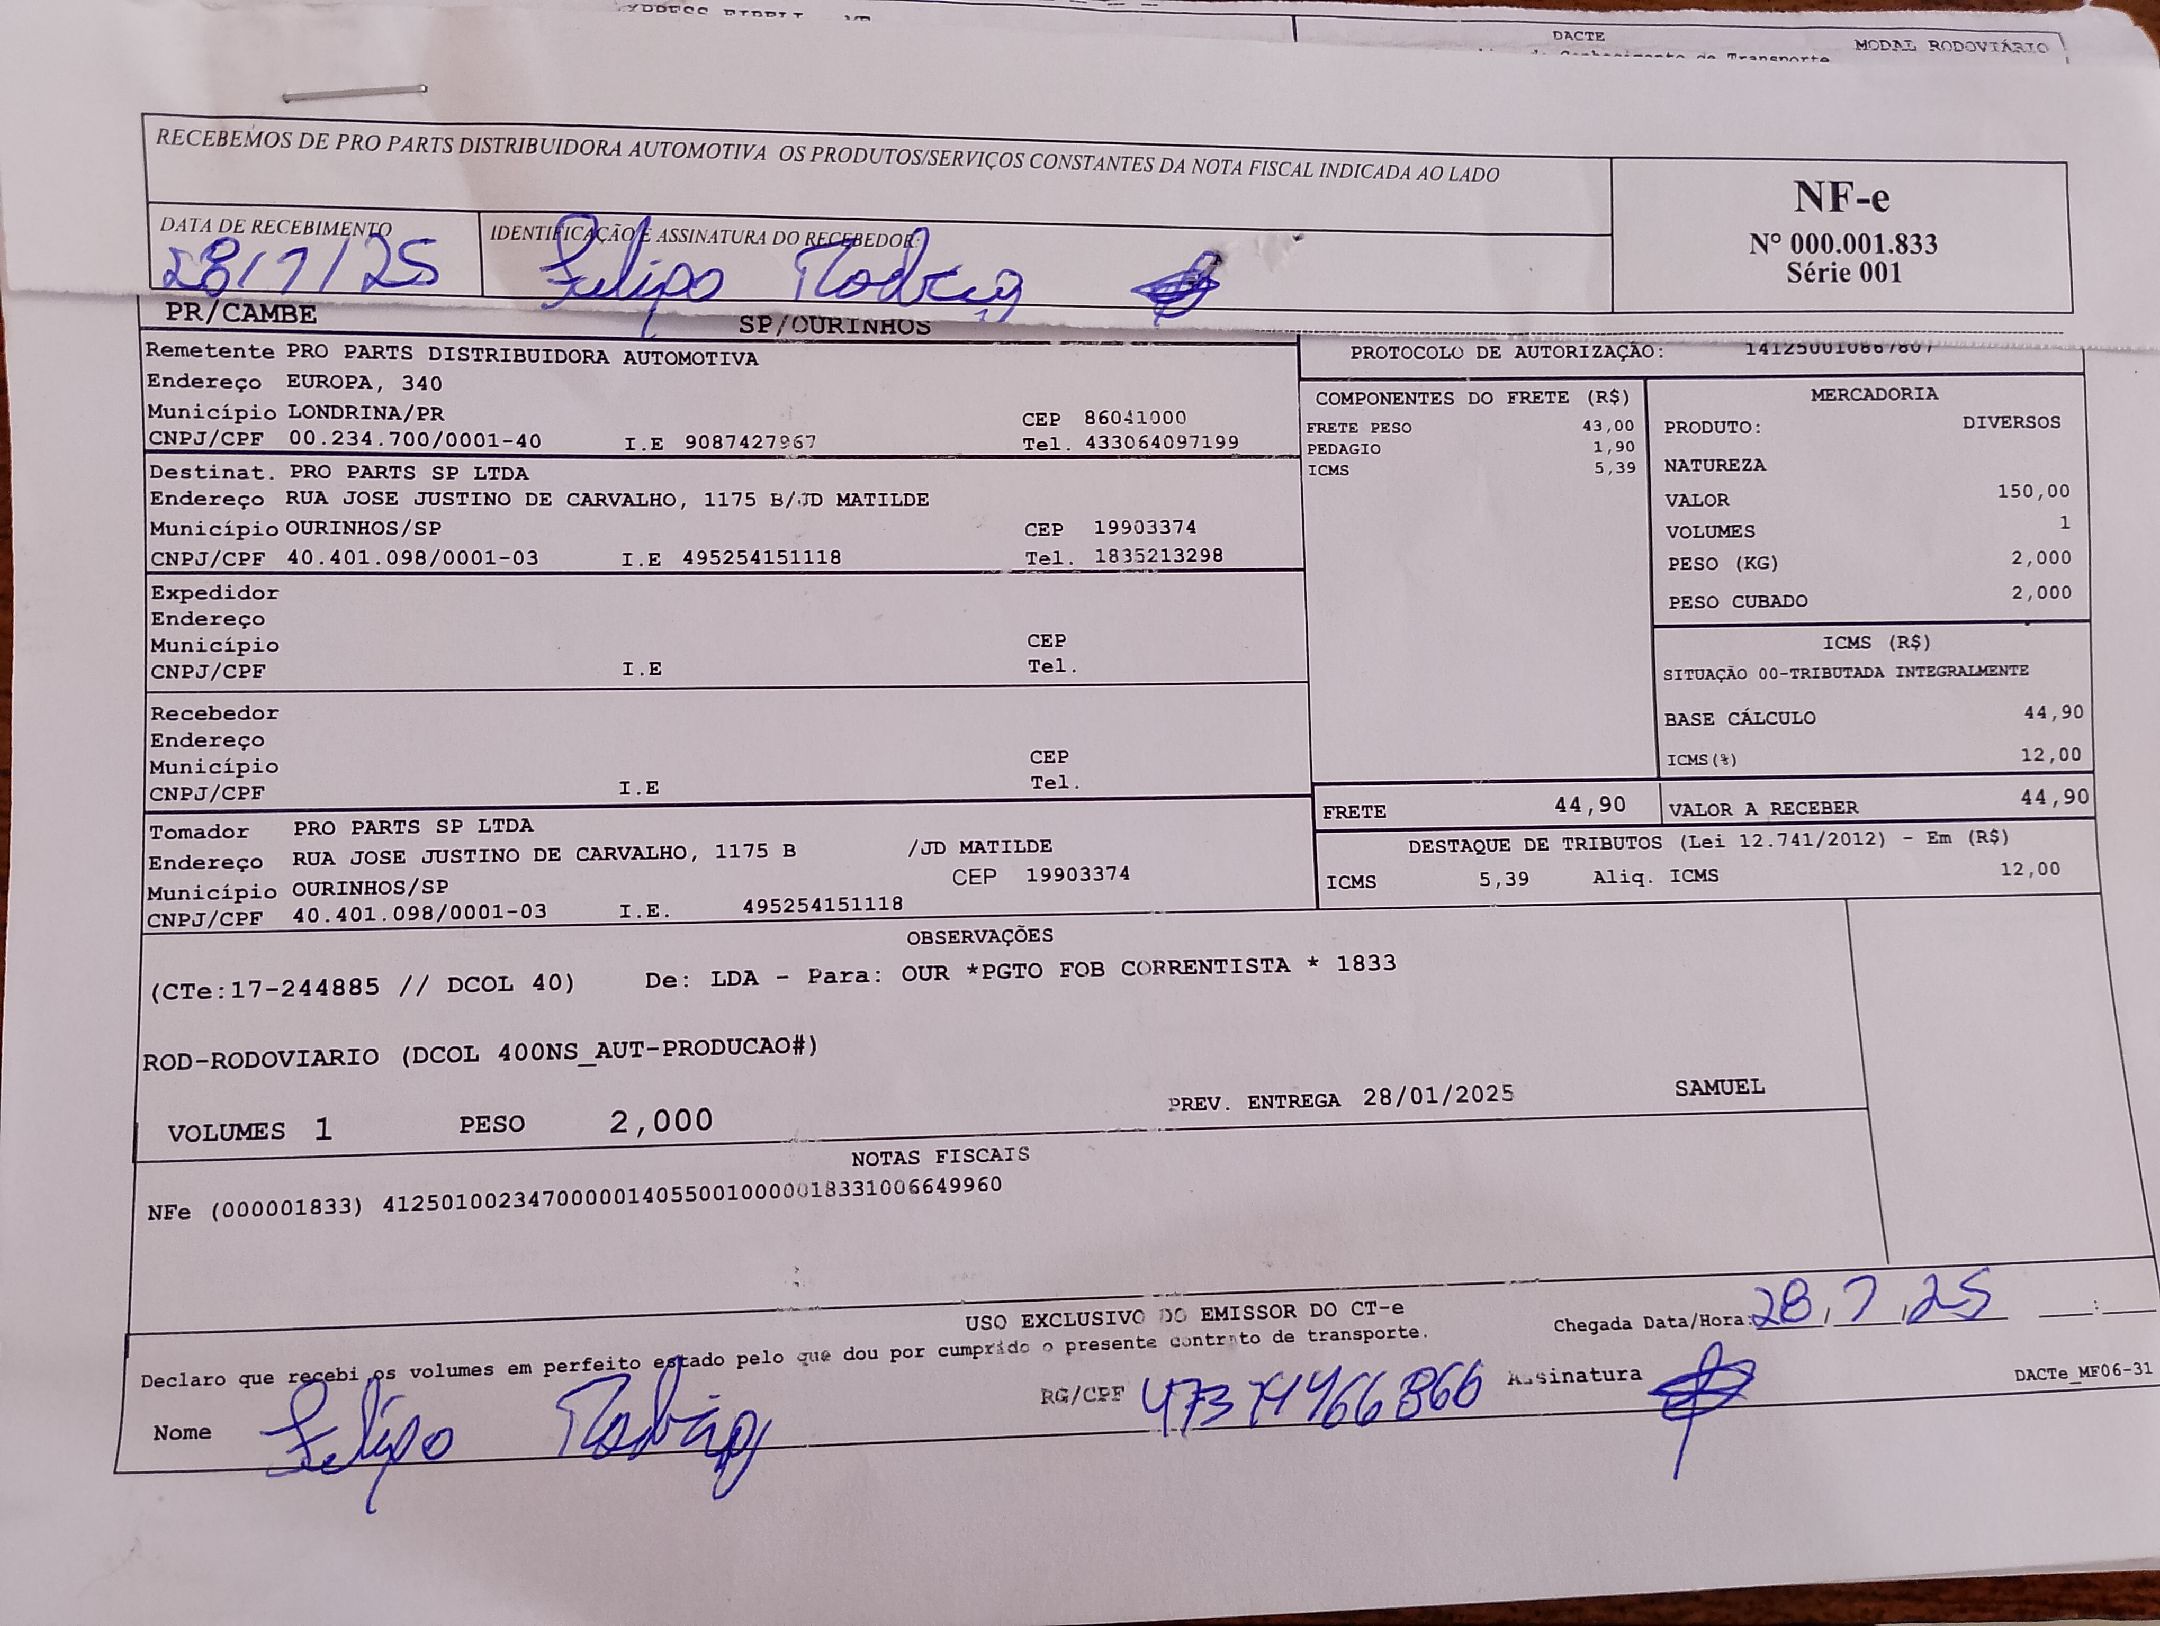 DACTE
MODAL RODOVIÁRIO
RECEBEMOS DE PRO PARTS DISTRIBUIDORA AUTOMOTIVA OS PRODUTOS/SERVIÇOS CONSTANTES DA NOTA FISCAL INDICADA AO LADO
NF-e
Nº 000.001.833
Série 001
DATA DE RECEBIMENTO
28/1/25
IDENTIFICAÇÃO E ASSINATURA DO RECEBEDOR:
Felipo Rodrig
PR/CAMBE SP/OURINHOS
Remetente PRO PARTS DISTRIBUIDORA AUTOMOTIVA
Endereço EUROPA, 340
Município LONDRINA/PR CEP 86041000
CNPJ/CPF 00.234.700/0001-40 I.E 9087427967 Tel. 433064097199
Destinat. PRO PARTS SP LTDA
Endereço RUA JOSE JUSTINO DE CARVALHO, 1175 B/JD MATILDE
Município OURINHOS/SP CEP 19903374
CNPJ/CPF 40.401.098/0001-03 I.E 495254151118 Tel. 1835213298
Expedidor
Endereço
Município CEP
CNPJ/CPF I.E Tel.
Recebedor
Endereço
Município CEP
CNPJ/CPF I.E Tel.
Tomador PRO PARTS SP LTDA
Endereço RUA JOSE JUSTINO DE CARVALHO, 1175 B /JD MATILDE
Município OURINHOS/SP CEP 19903374
CNPJ/CPF 40.401.098/0001-03 I.E. 495254151118
PROTOCOLO DE AUTORIZAÇÃO:
COMPONENTES DO FRETE (R$)
FRETE PESO 43,00
PEDAGIO 1,90
ICMS 5,39
MERCADORIA
PRODUTO: DIVERSOS
NATUREZA
VALOR 150,00
VOLUMES 1
PESO (KG) 2,000
PESO CUBADO 2,000
ICMS (R$)
SITUAÇÃO 00-TRIBUTADA INTEGRALMENTE
BASE CÁLCULO 44,90
ICMS(%) 12,00
FRETE 44,90 VALOR A RECEBER 44,90
DESTAQUE DE TRIBUTOS (Lei 12.741/2012) - Em (R$)
ICMS 5,39 Aliq. ICMS 12,00
OBSERVAÇÕES
(CTe:17-244885 // DCOL 40) De: LDA - Para: OUR *PGTO FOB CORRENTISTA * 1833
ROD-RODOVIARIO (DCOL 400NS_AUT-PRODUCAO#)
VOLUMES 1 PESO 2,000 PREV. ENTREGA 28/01/2025 SAMUEL
NOTAS FISCAIS
NFe (000001833) 41250100234700000140550010000018331006649960
USO EXCLUSIVO DO EMISSOR DO CT-e
Declaro que recebi os volumes em perfeito estado pelo que dou por cumprido o presente contrato de transporte.
Chegada Data/Hora: 28,1,25 :
Nome Felipo Rodrig RG/CPF Assinatura
DACTe_MF06-31